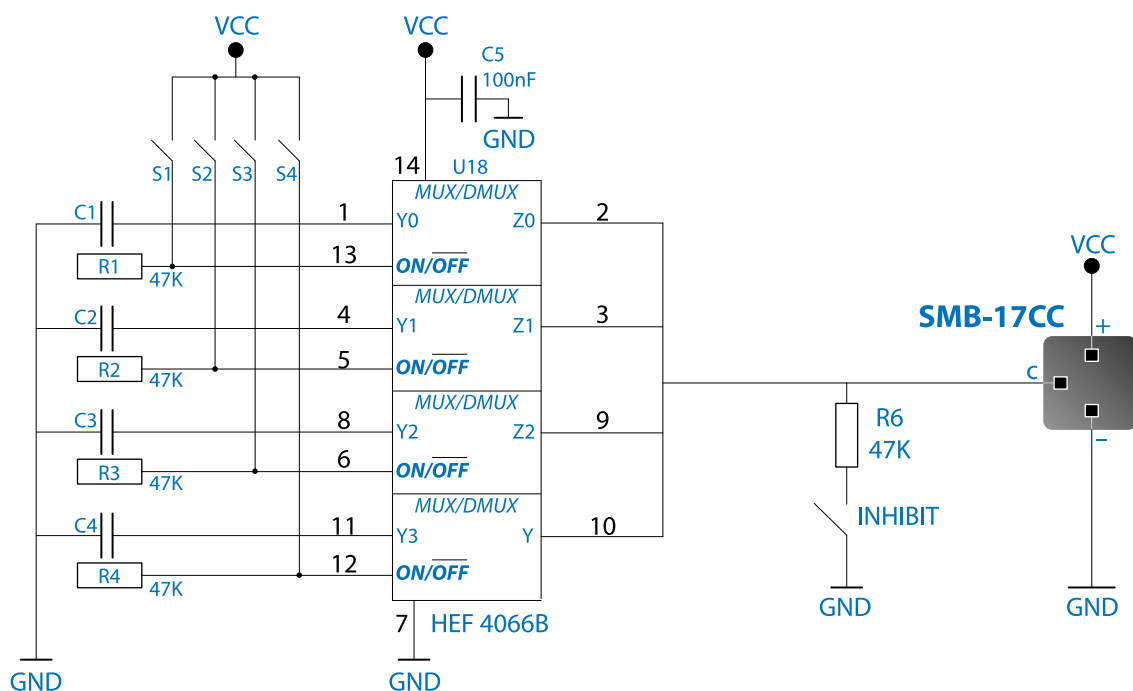 VCC
VCC
C5
100nF
GND
S1 S2 S3 S4
14 U18
MUX/DMUX
C1 1 Y0 Z0 2
R1 47K 13 ON/OFF
MUX/DMUX
C2 4 Y1 Z1 3
R2 47K 5 ON/OFF
MUX/DMUX
C3 8 Y2 Z2 9
R3 47K 6 ON/OFF
MUX/DMUX
C4 11 Y3 Y 10
R4 47K 12 ON/OFF
7 HEF 4066B
GND
GND
VCC
SMB-17CC
+
C
–
R6
47K
INHIBIT
GND
GND